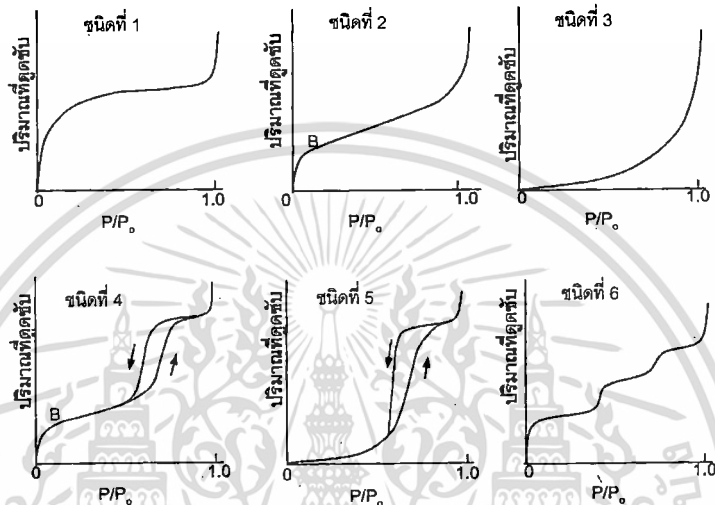 ชนิดที่ 1
ปริมาณที่ดูดซับ
0
1.0
P/Pₒ
ชนิดที่ 2
ปริมาณที่ดูดซับ
B
0
1.0
P/Pₒ
ชนิดที่ 3
ปริมาณที่ดูดซับ
0
1.0
P/Pₒ
ชนิดที่ 4
ปริมาณที่ดูดซับ
B
0
1.0
P/Pₒ
ชนิดที่ 5
ปริมาณที่ดูดซับ
0
1.0
P/Pₒ
ชนิดที่ 6
ปริมาณที่ดูดซับ
0
1.0
P/Pₒ